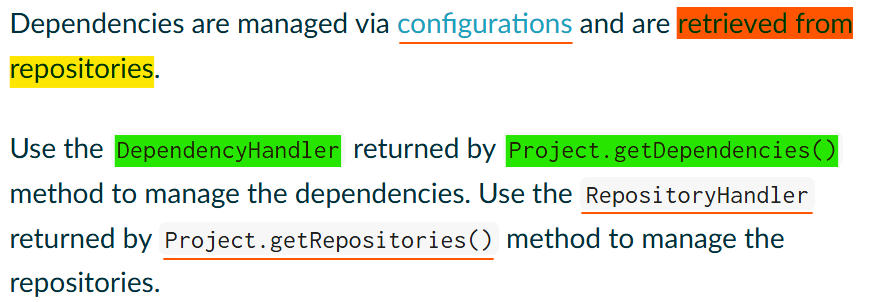 Dependencies are managed via configurations and are retrieved from
repositories.
Use the DependencyHandler returned by Project.getDependencies()
method to manage the dependencies. Use the RepositoryHandler
returned by Project.getRepositories() method to manage the
repositories.